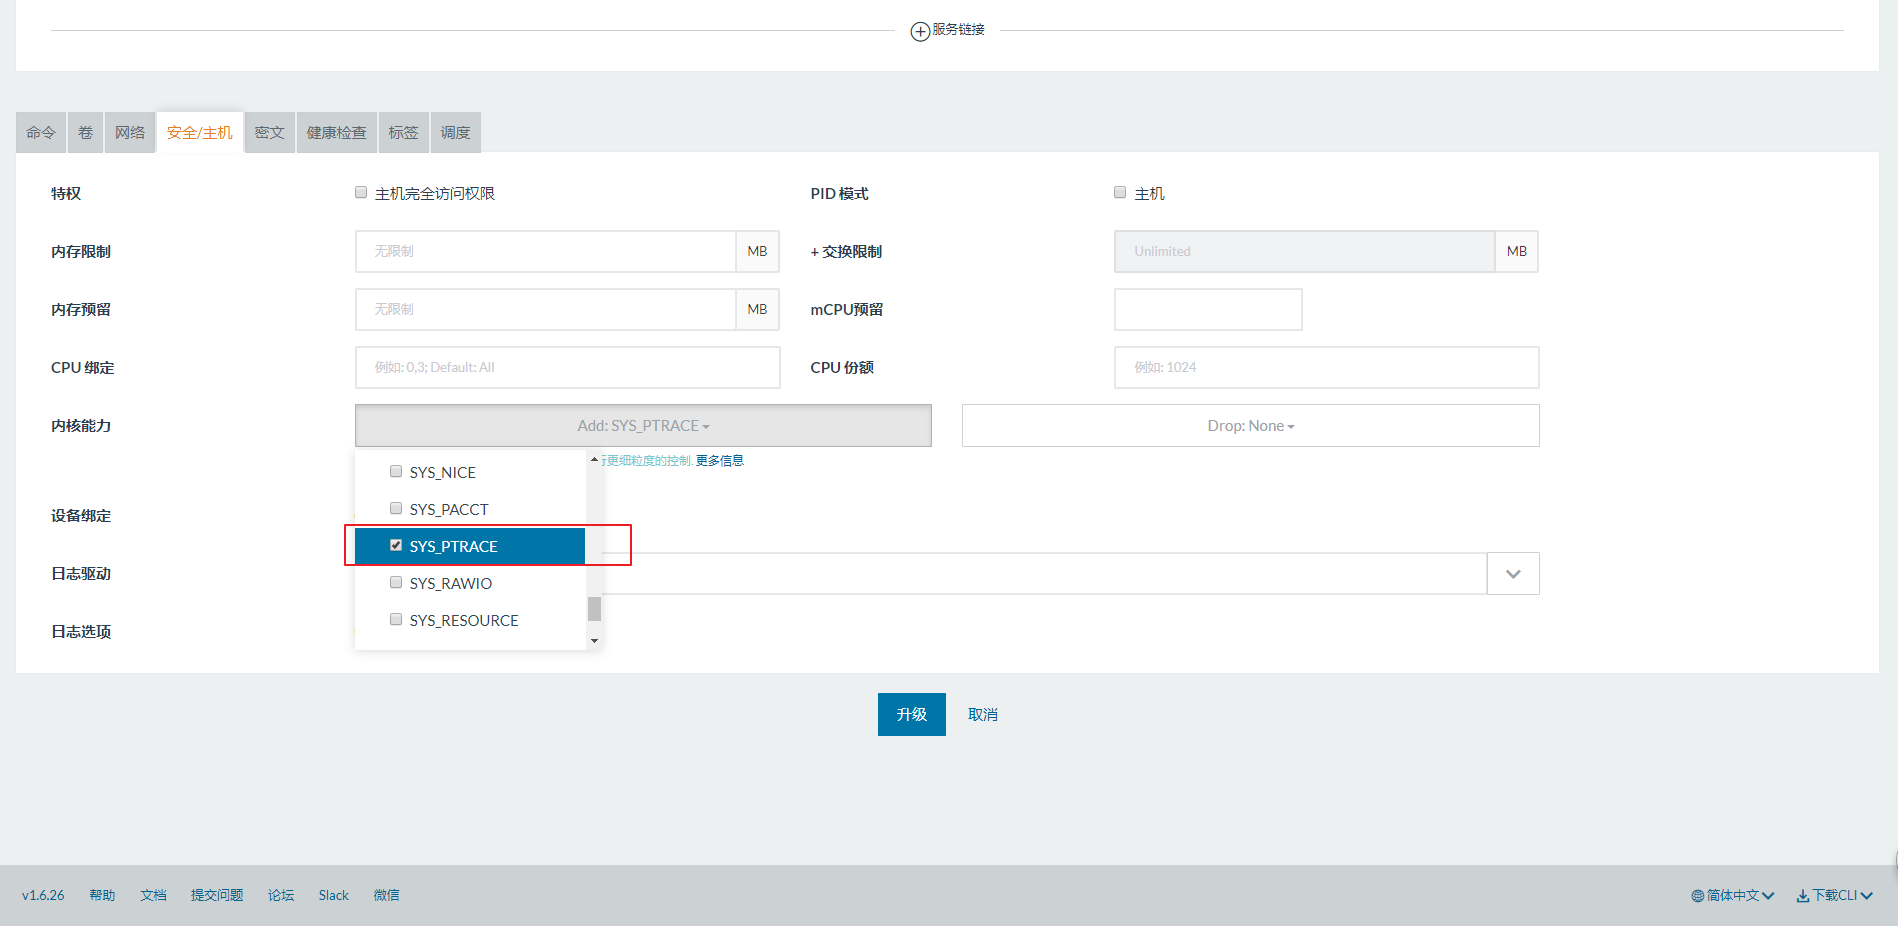 服务链接
命令 卷 网络 安全/主机 密文 健康检查 标签 调度
特权 主机完全访问权限 PID 模式 主机
内存限制 无限制 MB + 交换限制 Unlimited MB
内存预留 无限制 MB mCPU预留
CPU 绑定 例如: 0,3; Default: All CPU 份额 例如: 1024
内核能力 Add: SYS_PTRACE Drop: None
行更细粒度的控制. 更多信息
SYS_NICE
SYS_PACCT
设备绑定
SYS_PTRACE
日志驱动
SYS_RAWIO
SYS_RESOURCE
日志选项
升级 取消
v1.6.26 帮助 文档 提交问题 论坛 Slack 微信 简体中文 下载CLI